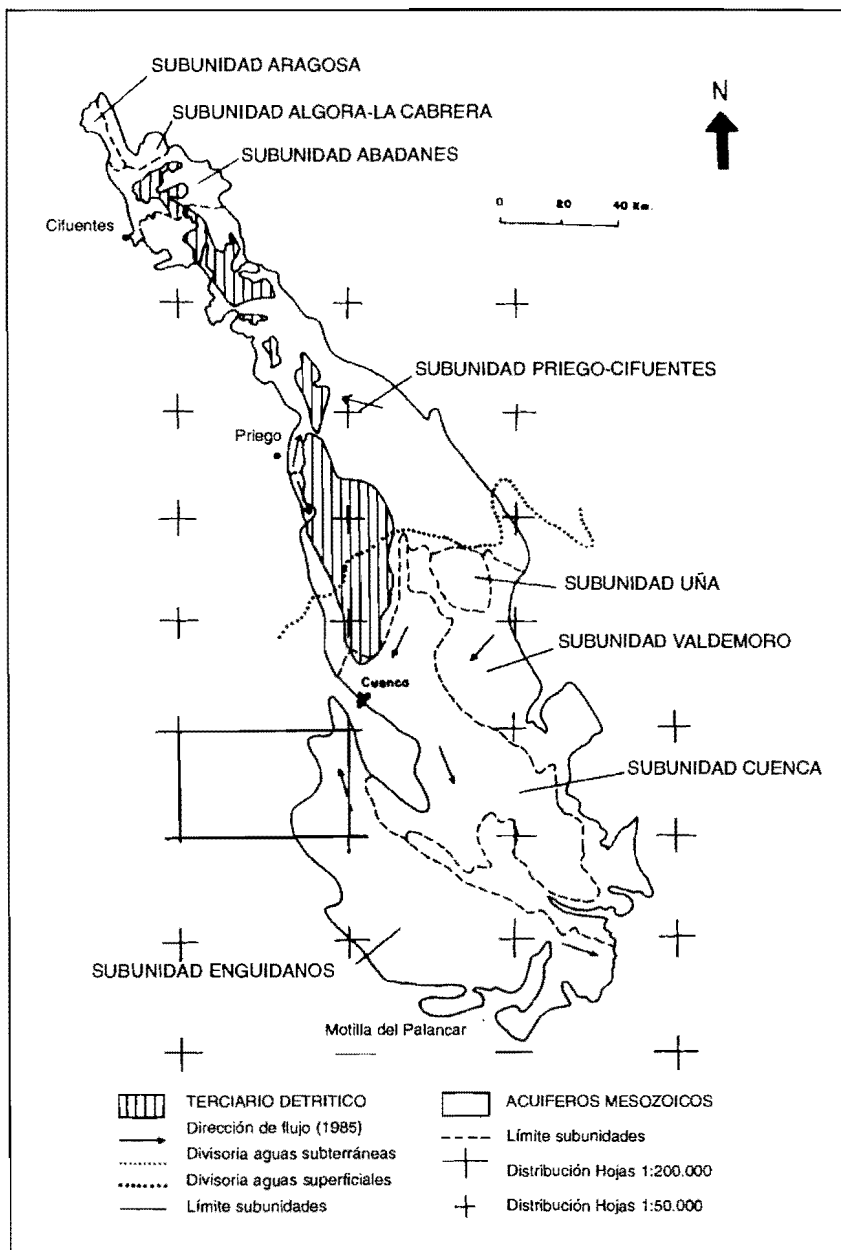 SUBUNIDAD ARAGOSA
SUBUNIDAD ALGORA-LA CABRERA
SUBUNIDAD ABADANES
N
0 20 40 Km.
Cifuentes
SUBUNIDAD PRIEGO-CIFUENTES
Priego
SUBUNIDAD UÑA
SUBUNIDAD VALDEMORO
Cuenca
SUBUNIDAD CUENCA
SUBUNIDAD ENGUIDANOS
Motilla del Palancar
TERCIARIO DETRITICO
Dirección de flujo (1985)
Divisoria aguas subterráneas
Divisoria aguas superficiales
Límite subunidades
ACUIFEROS MESOZOICOS
Límite subunidades
Distribución Hojas 1:200.000
Distribución Hojas 1:50.000